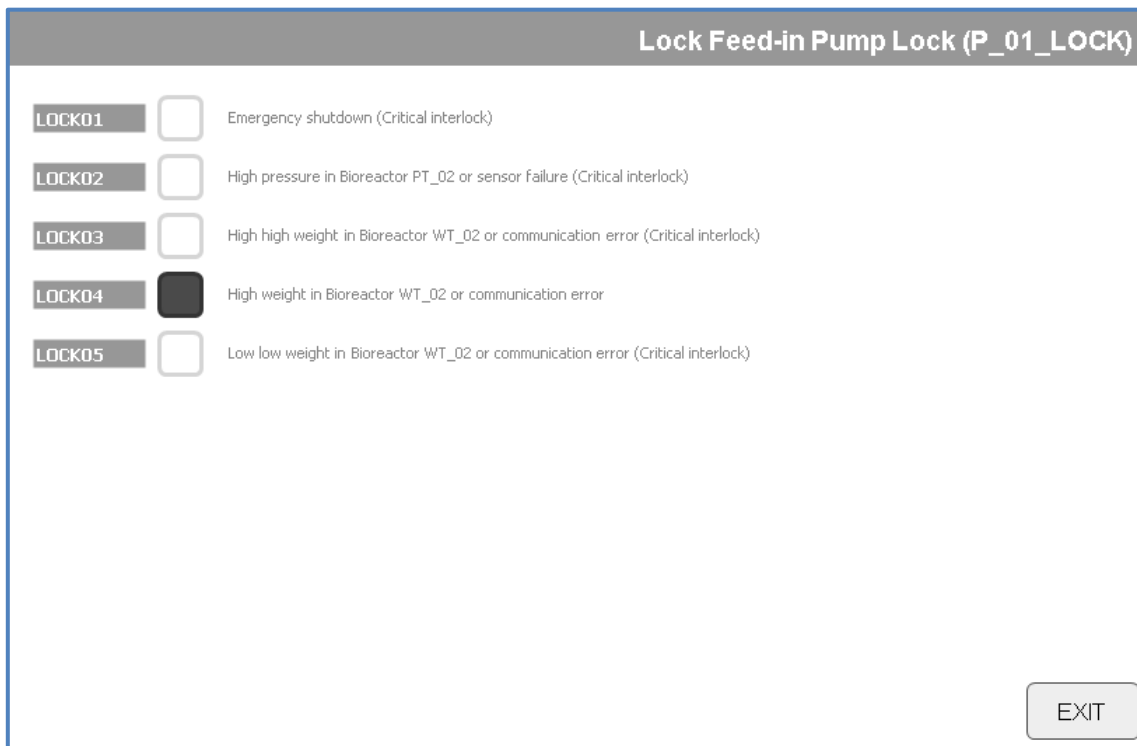 Lock Feed-in Pump Lock (P_01_LOCK)
LOCK01 Emergency shutdown (Critical interlock)
LOCK02 High pressure in Bioreactor PT_02 or sensor failure (Critical interlock)
LOCK03 High high weight in Bioreactor WT_02 or communication error (Critical interlock)
LOCK04 High weight in Bioreactor WT_02 or communication error
LOCK05 Low low weight in Bioreactor WT_02 or communication error (Critical interlock)
EXIT